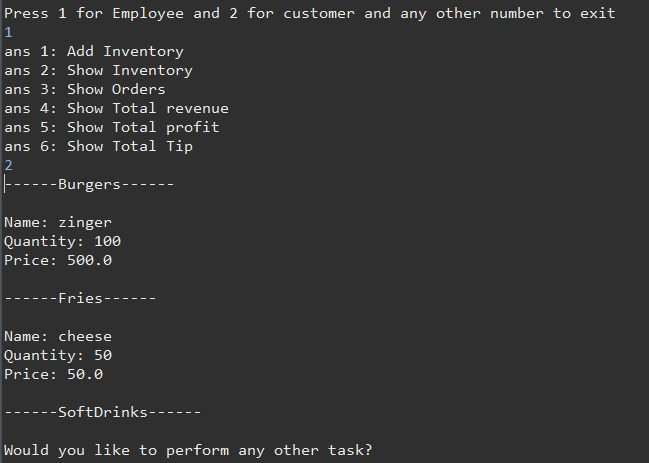 Press 1 for Employee and 2 for customer and any other number to exit
1
ans 1: Add Inventory
ans 2: Show Inventory
ans 3: Show Orders
ans 4: Show Total revenue
ans 5: Show Total profit
ans 6: Show Total Tip
2
------Burgers------
Name: zinger
Quantity: 100
Price: 500.0
------Fries------
Name: cheese
Quantity: 50
Price: 50.0
------SoftDrinks------
Would you like to perform any other task?